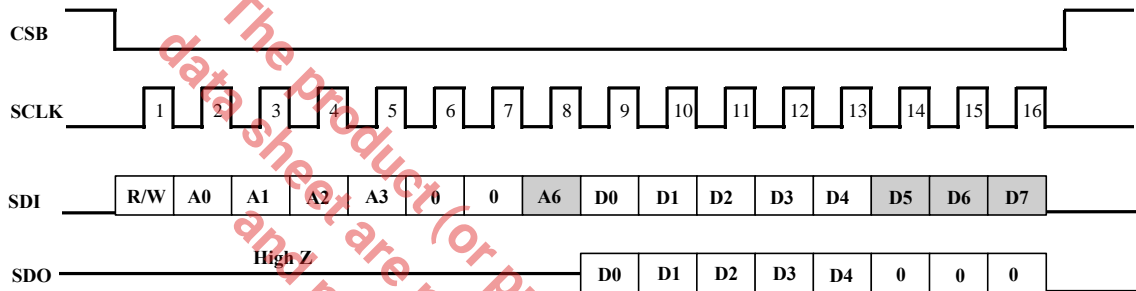 CSB
SCLK 1 2 3 4 5 6 7 8 9 10 11 12 13 14 15 16
SDI R/W A0 A1 A2 A3 0 0 A6 D0 D1 D2 D3 D4 D5 D6 D7
SDO High Z D0 D1 D2 D3 D4 0 0 0
The product (or
data sheet are
and